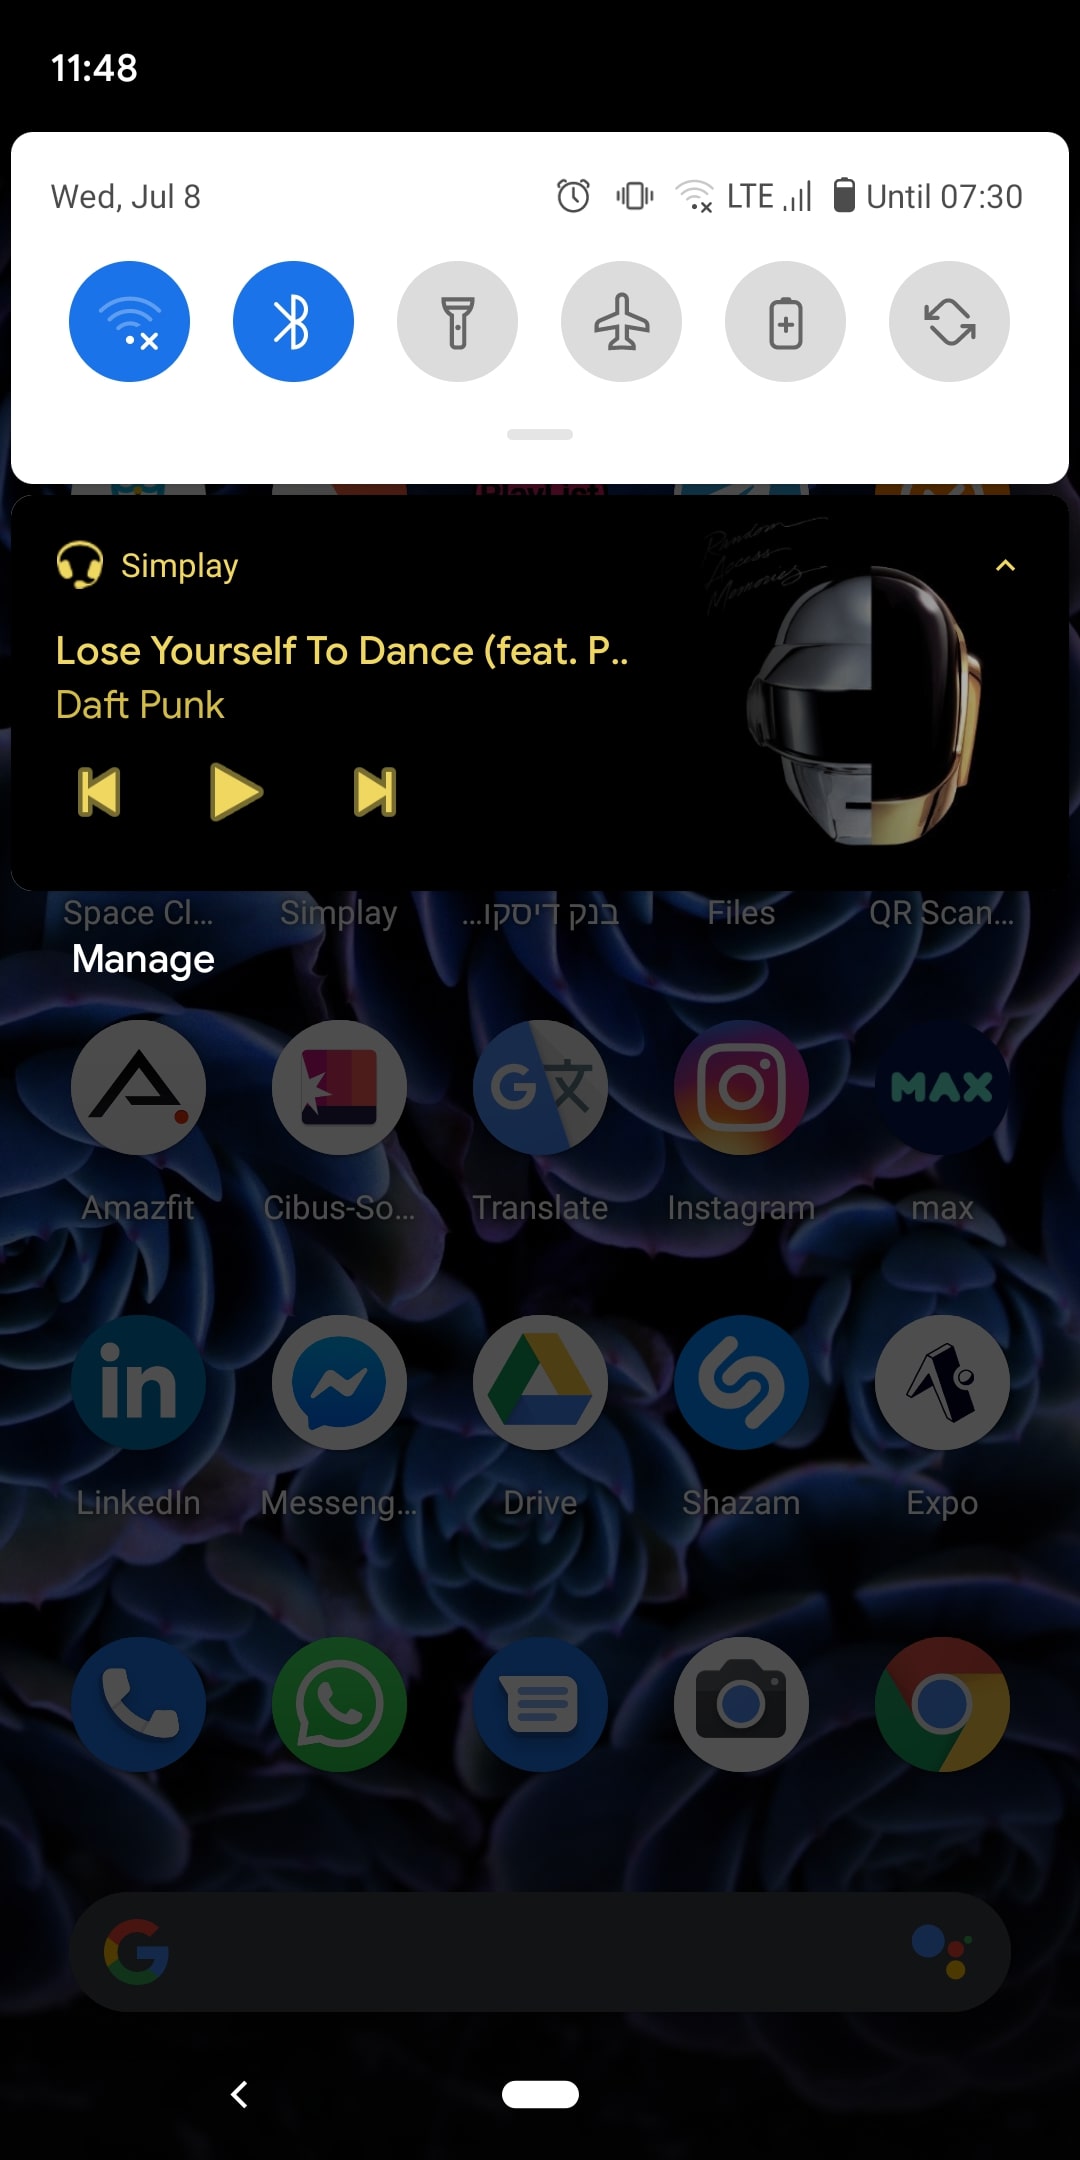 11:48
Wed, Jul 8
LTE
Until 07:30
Simplay
Random
Access
Memories
Lose Yourself To Dance (feat. P..
Daft Punk
Space Cl...
Simplay
בנק דיסקו...
Files
QR Scan...
Manage
MAX
Amazfit
Cibus-So...
Translate
Instagram
max
in
LinkedIn
Messeng...
Drive
Shazam
Expo